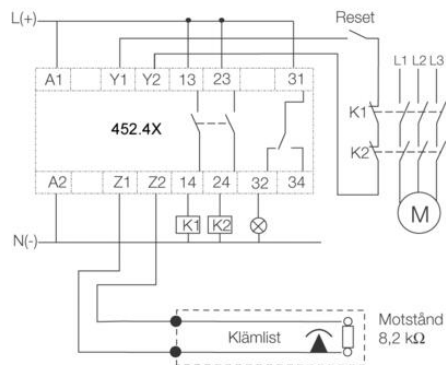 L(+)
Reset
A1 Y1 Y2 13 23 31
L1 L2 L3
452.4X
K1
K2
A2 Z1 Z2 14 24 32 34
K1 K2
M
N(-)
Klämlist
Motstånd
8,2 kΩ